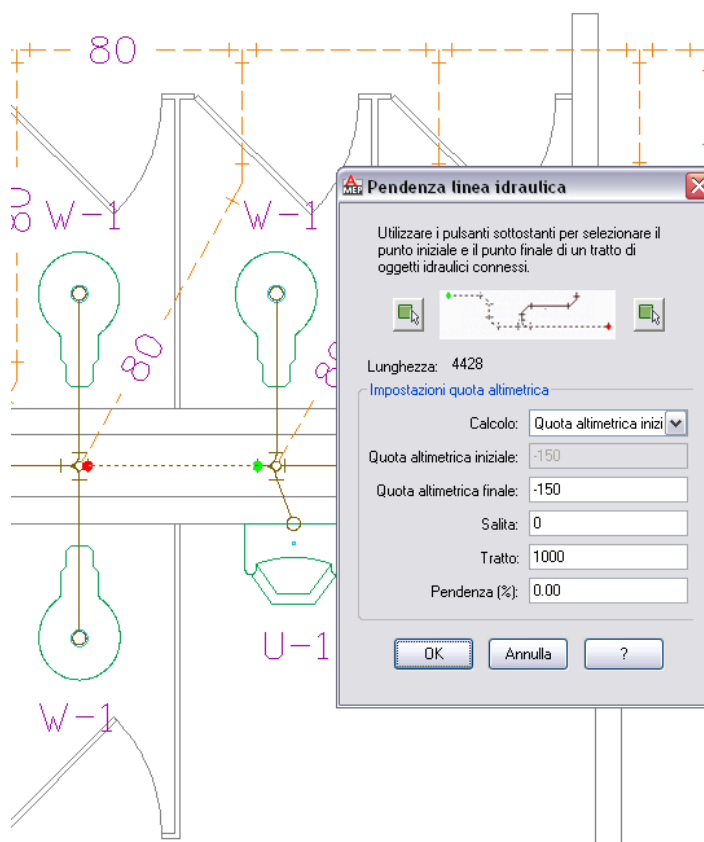 80
80
W-1
W-1
80
8
U-1
W-1
A
MEP
Pendenza linea idraulica
Utilizzare i pulsanti sottostanti per selezionare il
punto iniziale e il punto finale di un tratto di
oggetti idraulici connessi.
Lunghezza: 4428
Impostazioni quota altimetrica
Calcolo: Quota altimetrica inizi
Quota altimetrica iniziale: -150
Quota altimetrica finale: -150
Salita: 0
Tratto: 1000
Pendenza (%): 0.00
OK Annulla ?